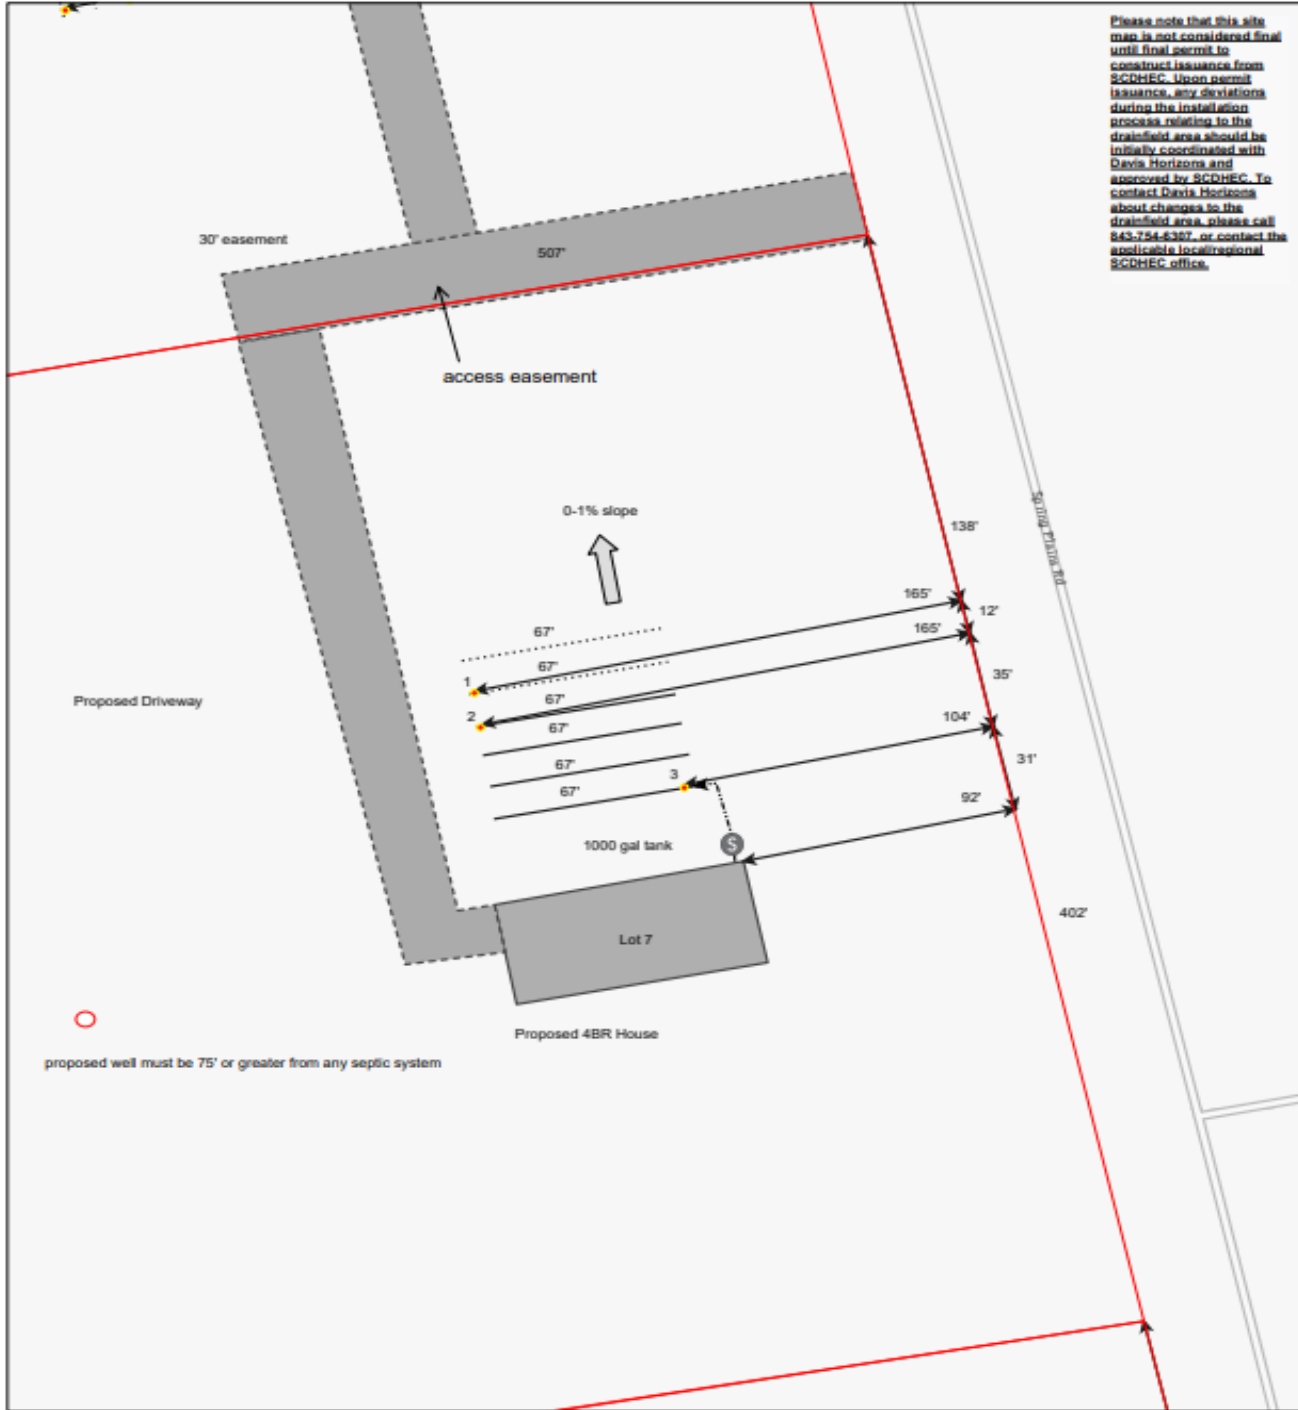 Please note that this site
map is not considered final
until final permit to
construct issuance from
SCDHEC. Upon permit
issuance, any deviations
during the installation
process relating to the
drainfield area should be
initially coordinated with
Davis Horizons and
approved by SCDHEC. To
contact Davis Horizons
about changes to the
drainfield area, please call
843-754-6307, or contact the
applicable local/regional
SCDHEC office.
30' easement
507'
access easement
0-1% slope
138'
Spring Plains Rd
165'
12'
67'
165'
67'
35'
1
Proposed Driveway
67'
2
104'
67'
31'
67'
3
67'
92'
1000 gal tank
S
402'
Lot 7
Proposed 4BR House
proposed well must be 75' or greater from any septic system